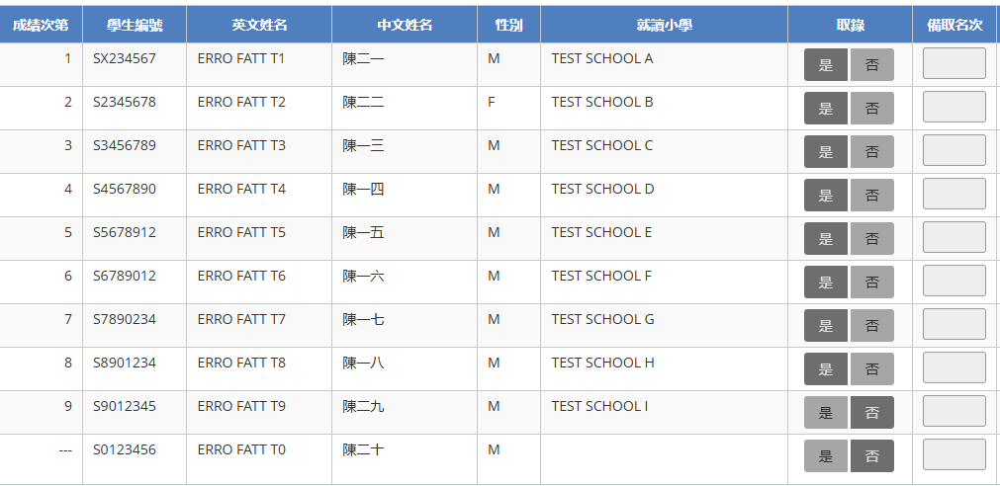 成績次第 學生編號 英文姓名 中文姓名 性別 就讀小學 取錄 備取名次
1 SX234567 ERRO FATT T1 陳二一 M TEST SCHOOL A 是 否
2 S2345678 ERRO FATT T2 陳二二 F TEST SCHOOL B 是 否
3 S3456789 ERRO FATT T3 陳一三 M TEST SCHOOL C 是 否
4 S4567890 ERRO FATT T4 陳一四 M TEST SCHOOL D 是 否
5 S5678912 ERRO FATT T5 陳一五 M TEST SCHOOL E 是 否
6 S6789012 ERRO FATT T6 陳一六 M TEST SCHOOL F 是 否
7 S7890234 ERRO FATT T7 陳一七 M TEST SCHOOL G 是 否
8 S8901234 ERRO FATT T8 陳一八 M TEST SCHOOL H 是 否
9 S9012345 ERRO FATT T9 陳二九 M TEST SCHOOL I 是 否
--- S0123456 ERRO FATT T0 陳二十 M 是 否